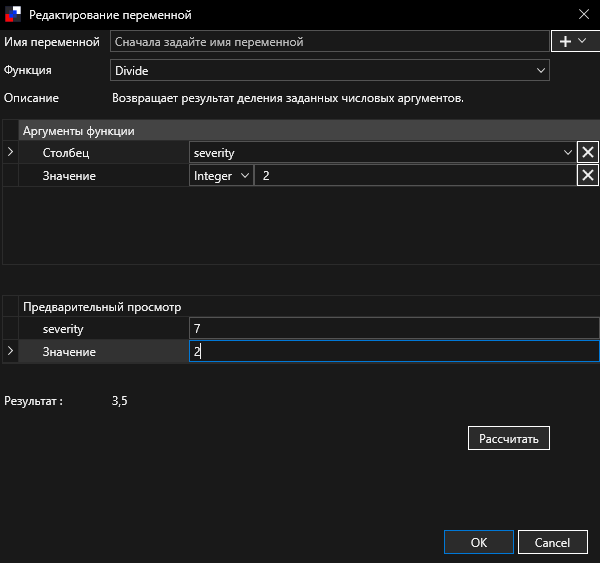 Редактирование переменной
Имя переменной Сначала задайте имя переменной
Функция Divide
Описание Возвращает результат деления заданных числовых аргументов.
Аргументы функции
Столбец severity
Значение Integer 2
Предварительный просмотр
severity 7
Значение 2
Результат : 3,5
Рассчитать
OK Cancel